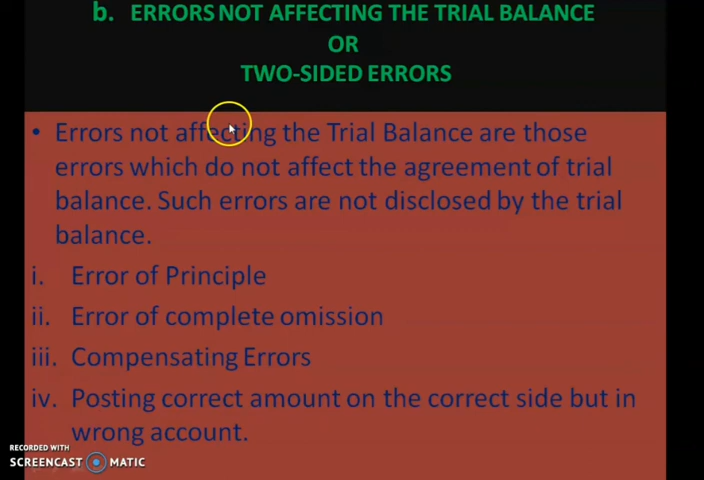 b. ERRORS NOT AFFECTING THE TRIAL BALANCE
OR
TWO-SIDED ERRORS
• Errors not affecting the Trial Balance are those
errors which do not affect the agreement of trial
balance. Such errors are not disclosed by the trial
balance.
i. Error of Principle
ii. Error of complete omission
iii. Compensating Errors
iv. Posting correct amount on the correct side but in
wrong account.
RECORDED WITH
SCREENCAST MATIC